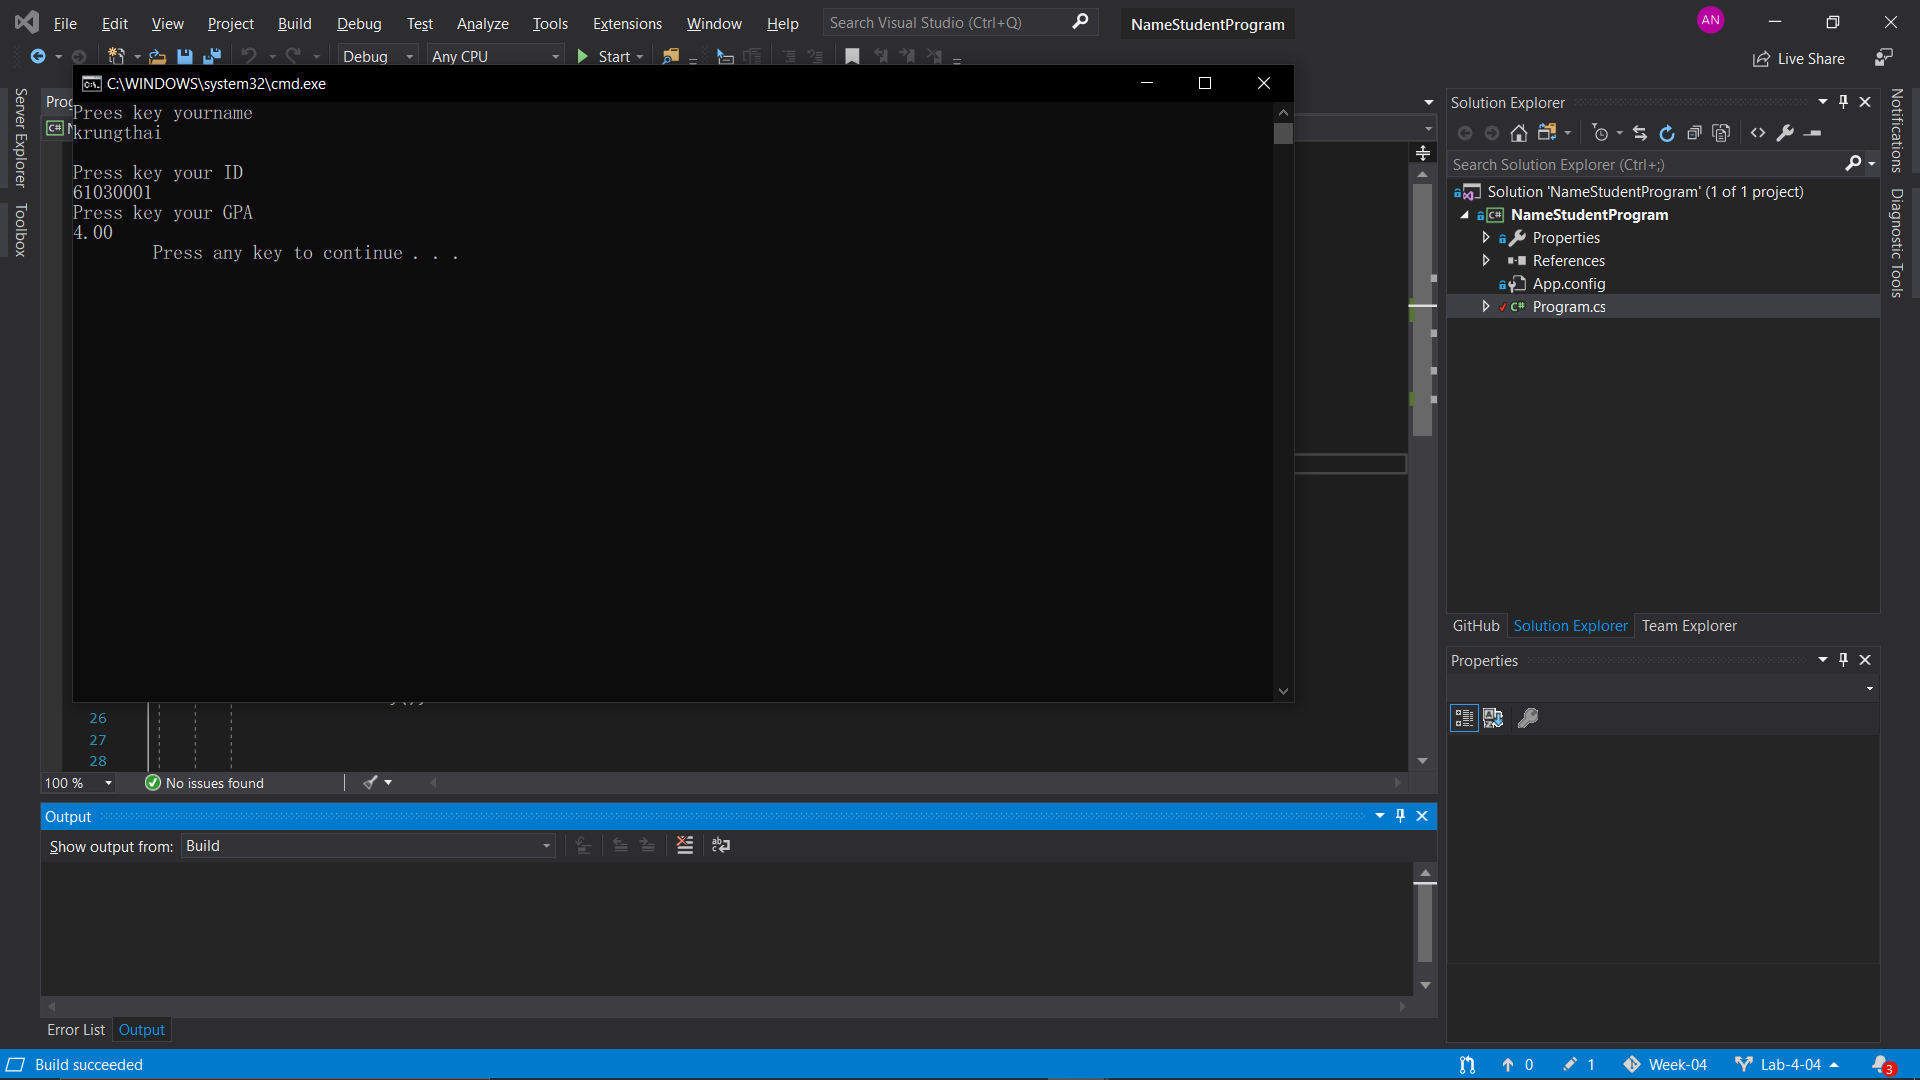 File Edit View Project Build Debug Test Analyze Tools Extensions Window Help Search Visual Studio (Ctrl+Q) NameStudentProgram AN
Debug Any CPU Start Live Share
C:\WINDOWS\system32\cmd.exe
Prees key yourname
krungthai
Press key your ID
61030001
Press key your GPA
4.00
Press any key to continue . . .
Server Explorer
Toolbox
Solution Explorer
Search Solution Explorer (Ctrl+;)
Solution 'NameStudentProgram' (1 of 1 project)
C# NameStudentProgram
Properties
References
App.config
C# Program.cs
Notifications
Diagnostic Tools
GitHub Solution Explorer Team Explorer
Properties
26
27
28
100 % No issues found
Output
Show output from: Build
Error List Output
Build succeeded 0 1 Week-04 Lab-4-04 3